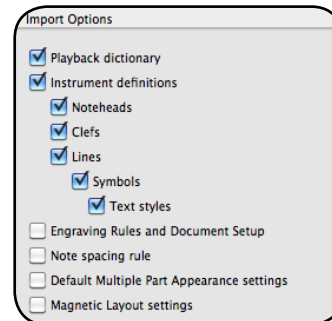 Import Options
Playback dictionary
Instrument definitions
Noteheads
Clefs
Lines
Symbols
Text styles
Engraving Rules and Document Setup
Note spacing rule
Default Multiple Part Appearance settings
Magnetic Layout settings